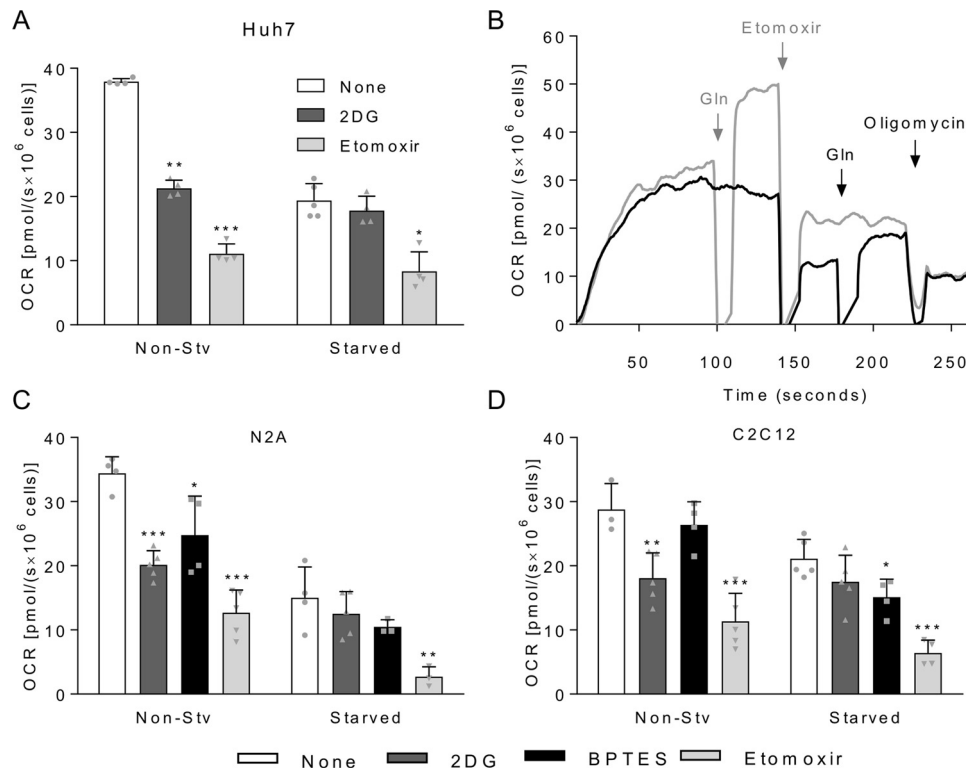 A
Huh7
OCR [pmol/(s×10⁶ cells)]
40
30
20
10
0
None
2DG
Etomoxir
**
***
*
Non-Stv
Starved
B
OCR [pmol/ (s×10⁶ cells)]
60
50
40
30
20
10
0
Etomoxir
Gln
Oligomycin
Gln
50
100
150
200
250
Time (seconds)
C
N2A
OCR [pmol/(s×10⁶ cells)]
40
30
20
10
0
***
*
***
**
Non-Stv
Starved
D
C2C12
OCR [pmol/(s×10⁶ cells)]
40
30
20
10
0
**
***
*
***
Non-Stv
Starved
None
2DG
BPTES
Etomoxir